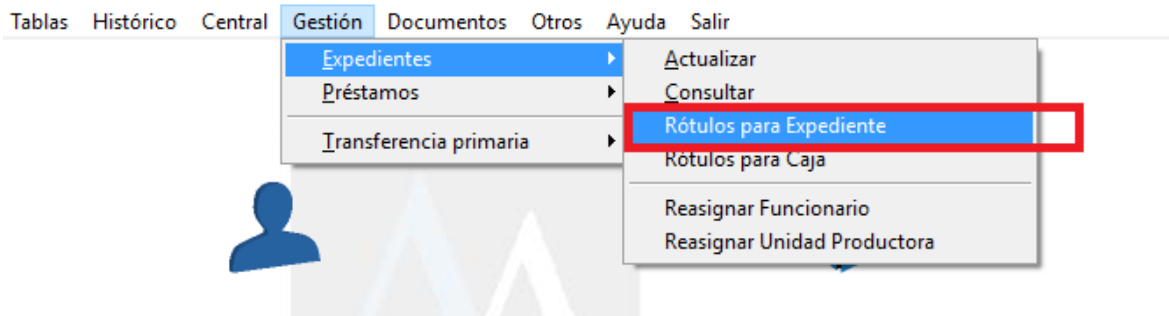 Tablas Histórico Central Gestión Documentos Otros Ayuda Salir
Expedientes
Préstamos
Transferencia primaria
Actualizar
Consultar
Rótulos para Expediente
Rótulos para Caja
Reasignar Funcionario
Reasignar Unidad Productora